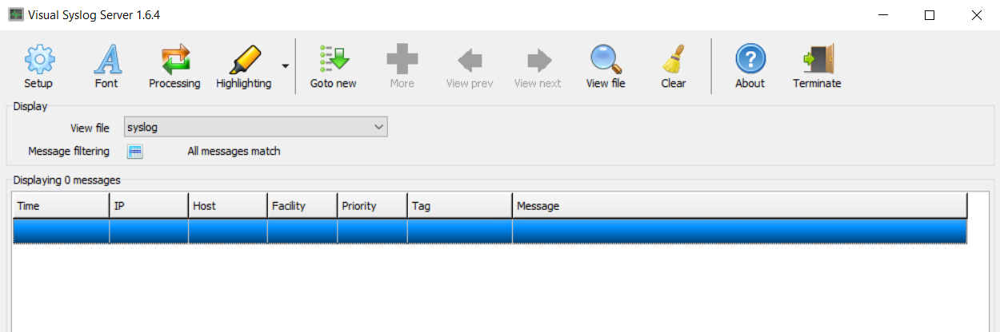 Visual Syslog Server 1.6.4
Setup Font Processing Highlighting Goto new More View prev View next View file Clear About Terminate
Display
View file syslog
Message filtering All messages match
Displaying 0 messages
Time IP Host Facility Priority Tag Message